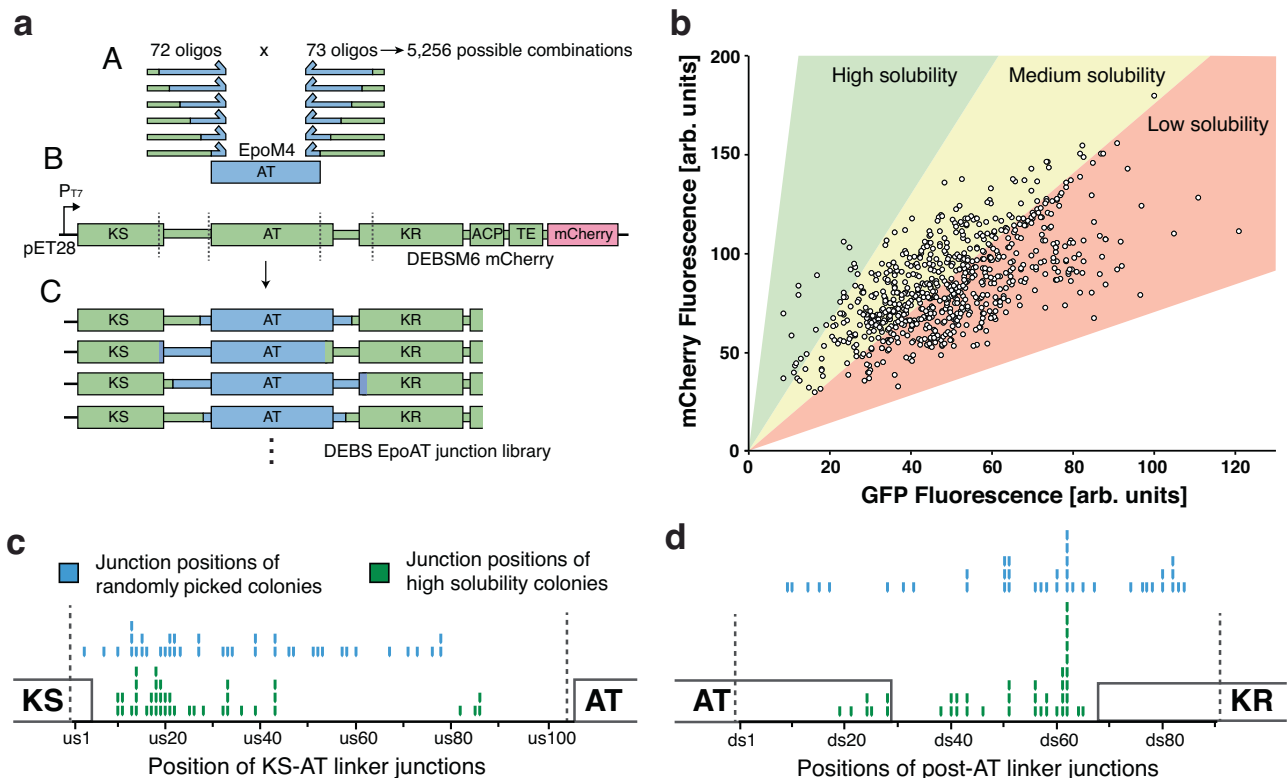 a
A
72 oligos x 73 oligos → 5,256 possible combinations
EpoM4
AT
B
PT7
pET28
KS AT KR ACP TE mCherry
DEBSM6 mCherry
C
KS AT KR
KS AT KR
KS AT KR
KS AT KR
DEBS EpoAT junction library
b
mCherry Fluorescence [arb. units]
200
150
100
50
0
High solubility
Medium solubility
Low solubility
0 20 40 60 80 100 120
GFP Fluorescence [arb. units]
c
Junction positions of
randomly picked colonies
Junction positions of
high solubility colonies
KS AT
us1 us20 us40 us60 us80 us100
Position of KS-AT linker junctions
d
AT KR
ds1 ds20 ds40 ds60 ds80
Positions of post-AT linker junctions